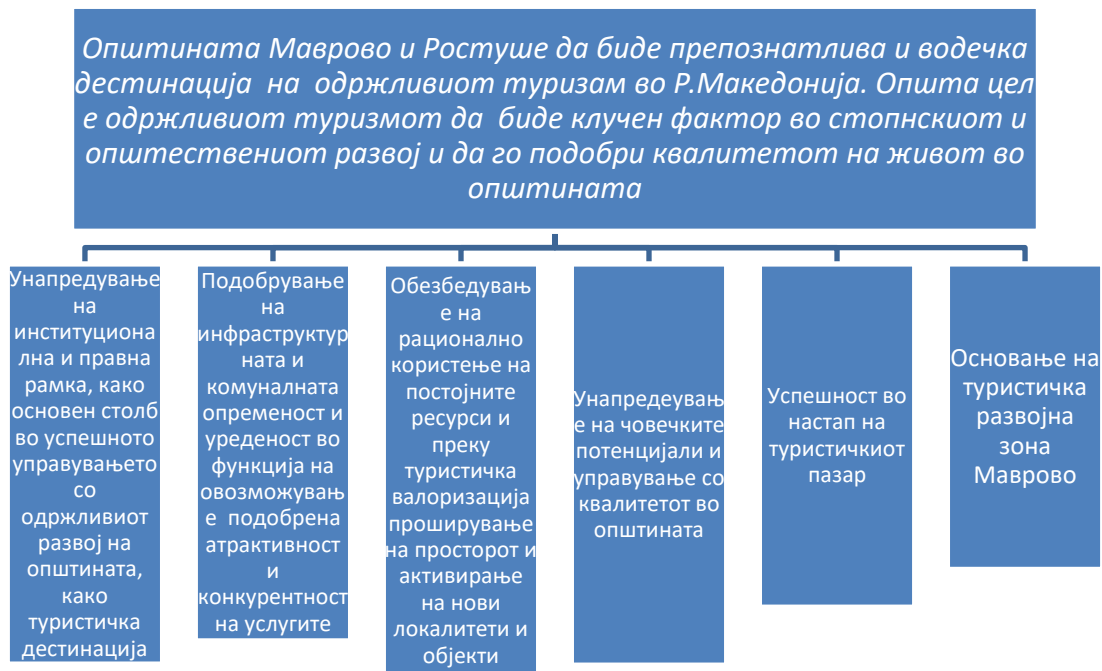 Општината Маврово и Ростуше да биде препознатлива и водечка
дестинација на одржливиот туризам во Р.Македонија. Општа цел
е одржливиот туризмот да биде клучен фактор во стопнскиот и
општествениот развој и да го подобри квалитетот на живот во
општината
Унапредување
на
институциона
лна и правна
рамка, како
основен столб
во успешното
управувањето
со
одржливиот
развој на
општината,
како
туристичка
дестинација
Подобрување
на
инфраструктур
ната и
комуналната
опременост и
уреденост во
функција на
овозможувањ
е подобрена
атрактивност
и
конкурентност
на услугите
Обезбедувањ
е на
рационално
користење на
постојните
ресурси и
преку
туристичка
валоризација
проширување
на просторот и
активирање
на нови
локалитети и
објекти
Унапредеувањ
е на човечките
потенцијали и
управување со
квалитетот во
општината
Успешност во
настап на
туристичкиот
пазар
Основање на
туристичка
развојна
зона
Маврово